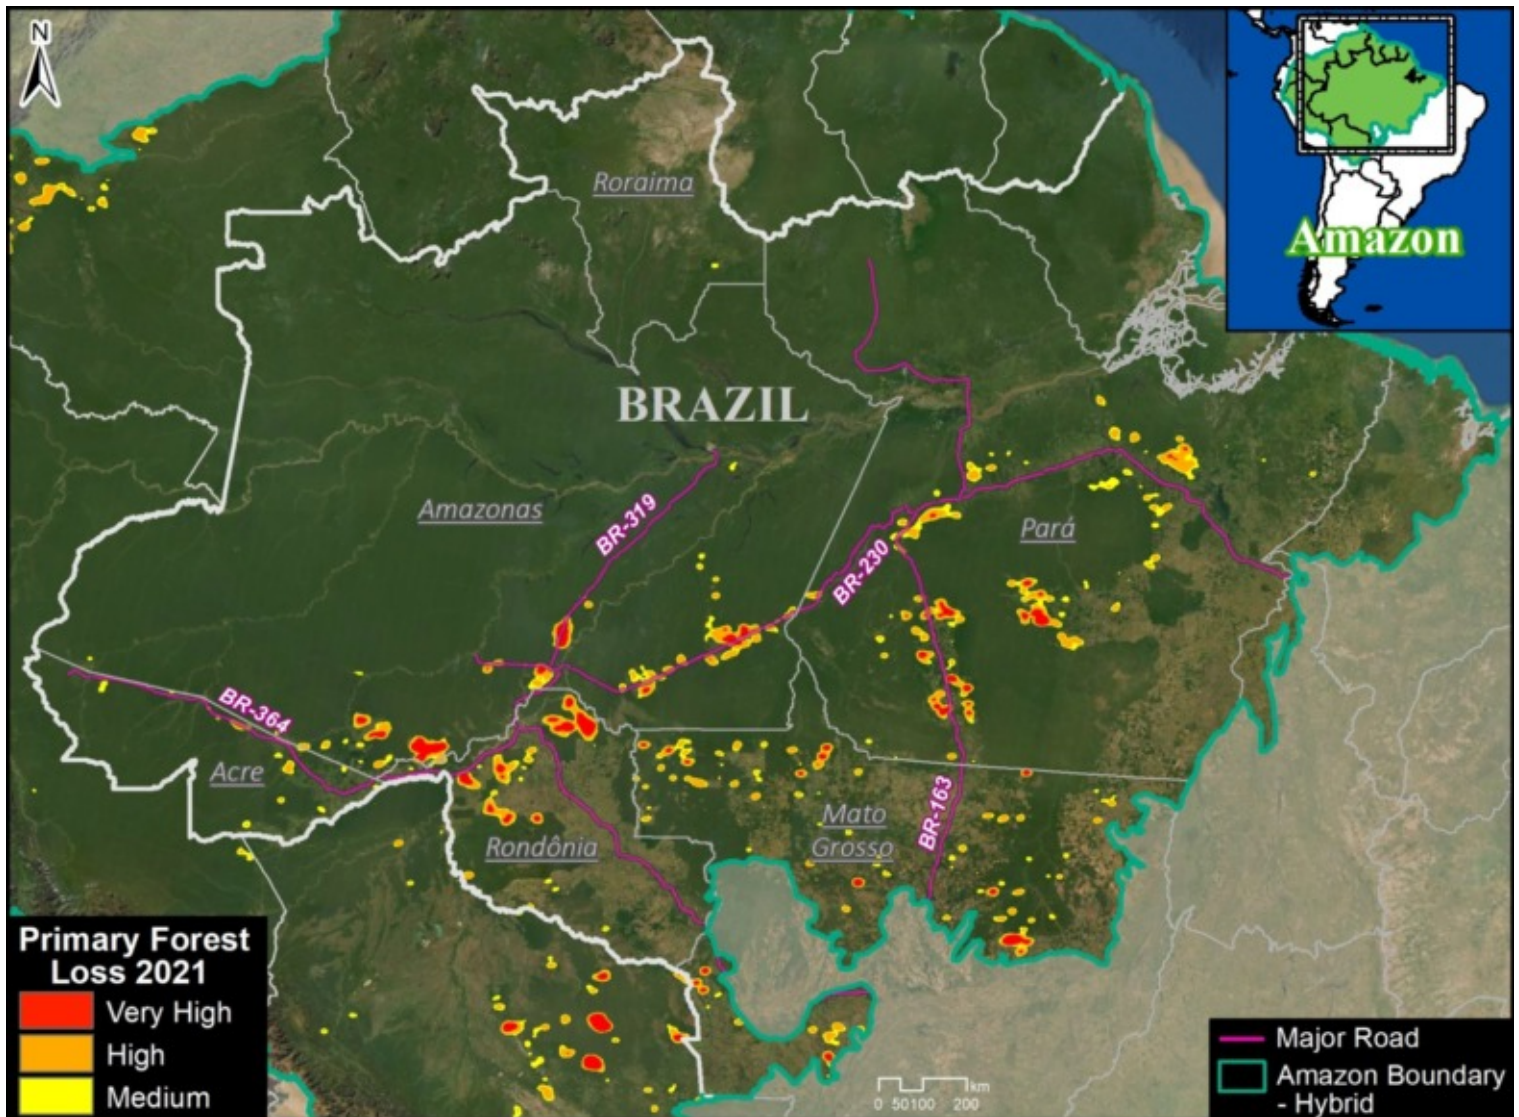 N
Roraima
Amazon
BRAZIL
Amazonas
BR-319
Pará
BR-230
BR-364
Acre
Rondônia
Mato
Grosso
BR-163
Primary Forest
Loss 2021
Very High
High
Medium
km
0 50100 200
Major Road
Amazon Boundary
- Hybrid